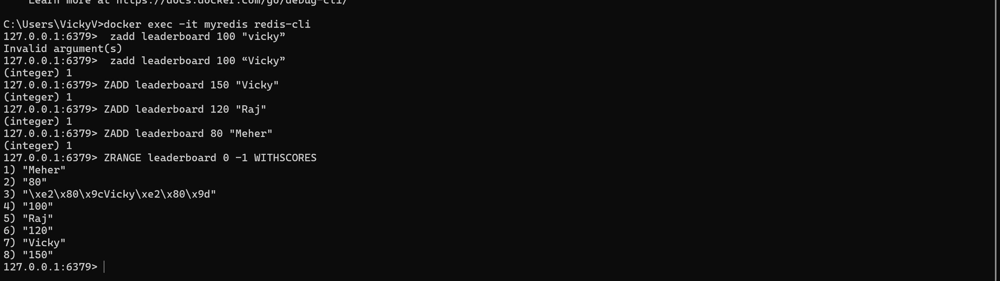 Learn more at https://docs.docker.com/go/debug-cli/
C:\Users\VickyV>docker exec -it myredis redis-cli
127.0.0.1:6379>  zadd leaderboard 100 "vicky”
Invalid argument(s)
127.0.0.1:6379>  zadd leaderboard 100 “Vicky”
(integer) 1
127.0.0.1:6379> ZADD leaderboard 150 "Vicky"
(integer) 1
127.0.0.1:6379> ZADD leaderboard 120 "Raj"
(integer) 1
127.0.0.1:6379> ZADD leaderboard 80 "Meher"
(integer) 1
127.0.0.1:6379> ZRANGE leaderboard 0 -1 WITHSCORES
1) "Meher"
2) "80"
3) "\xe2\x80\x9cVicky\xe2\x80\x9d"
4) "100"
5) "Raj"
6) "120"
7) "Vicky"
8) "150"
127.0.0.1:6379>